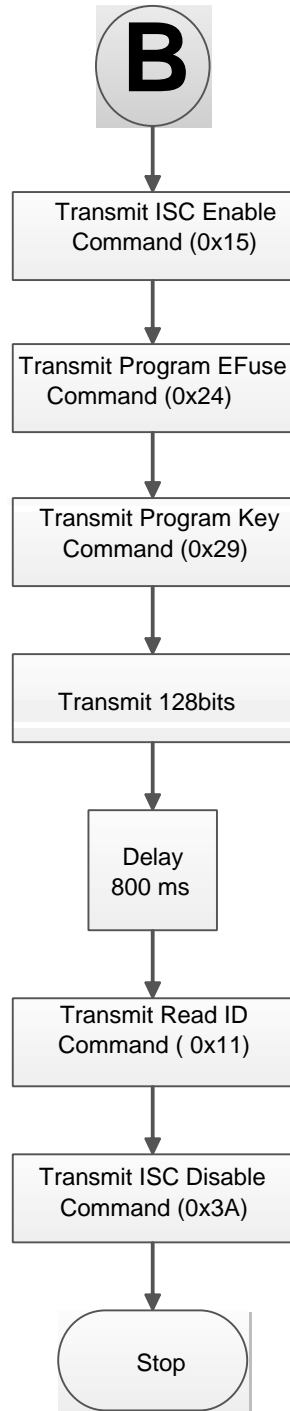 B
Transmit ISC Enable
Command (0x15)
Transmit Program EFuse
Command (0x24)
Transmit Program Key
Command (0x29)
Transmit 128bits
Delay
800 ms
Transmit Read ID
Command ( 0x11)
Transmit ISC Disable
Command (0x3A)
Stop